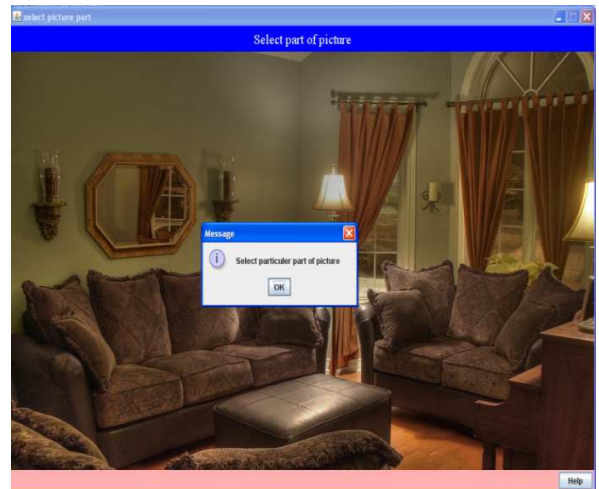 select picture part
Select part of picture
Message
Select particuler part of picture
OK
Help